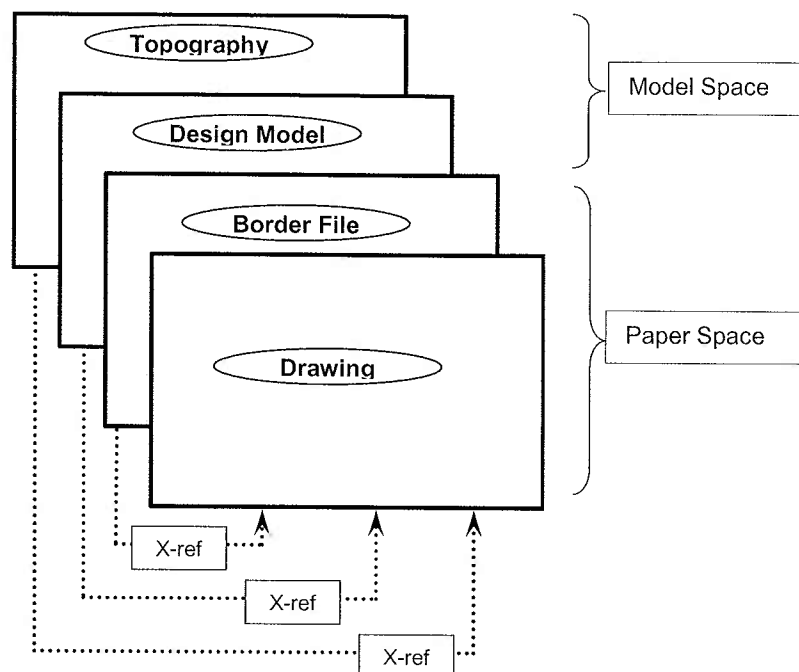 Topography
Model Space
Design Model
Border File
Paper Space
Drawing
X-ref
X-ref
X-ref